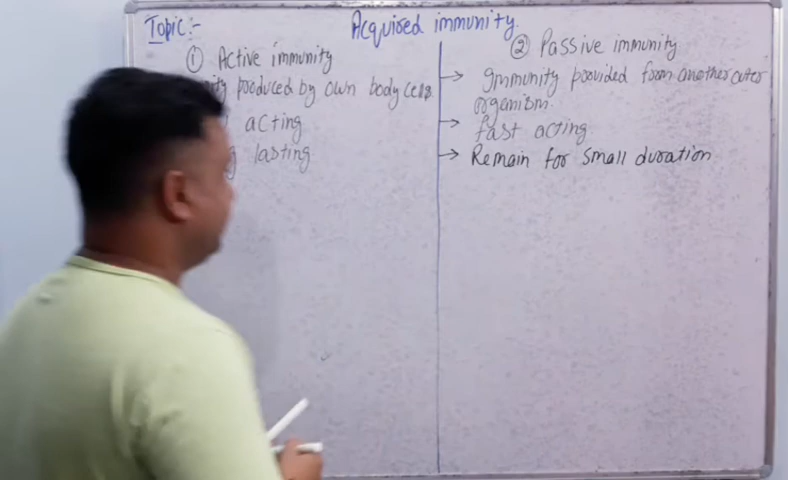 Topic:- Acquired immunity.
① Active immunity
produced by own body cells.
acting
lasting
② Passive immunity
→ Immunity provided from another outer
organism.
→ fast acting
→ Remain for small duration